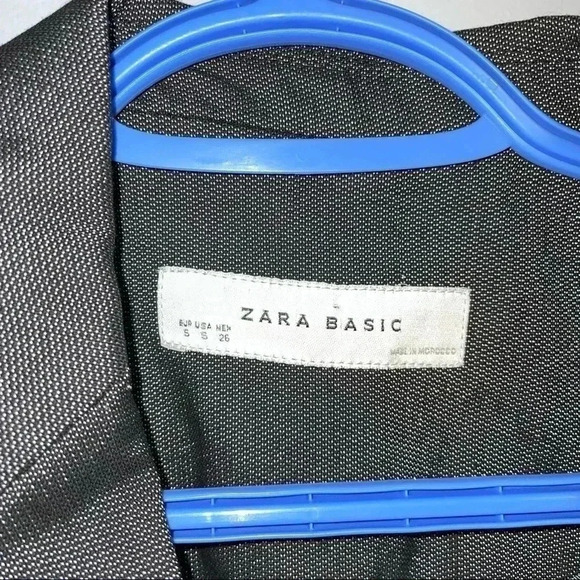 ZARA BASIC
EUR USA MEX
S S 26
MADE IN MOROCCO